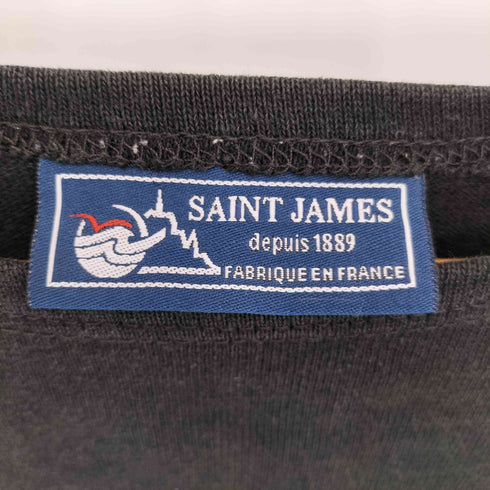 SAINT JAMES
depuis 1889
FABRIQUE EN FRANCE